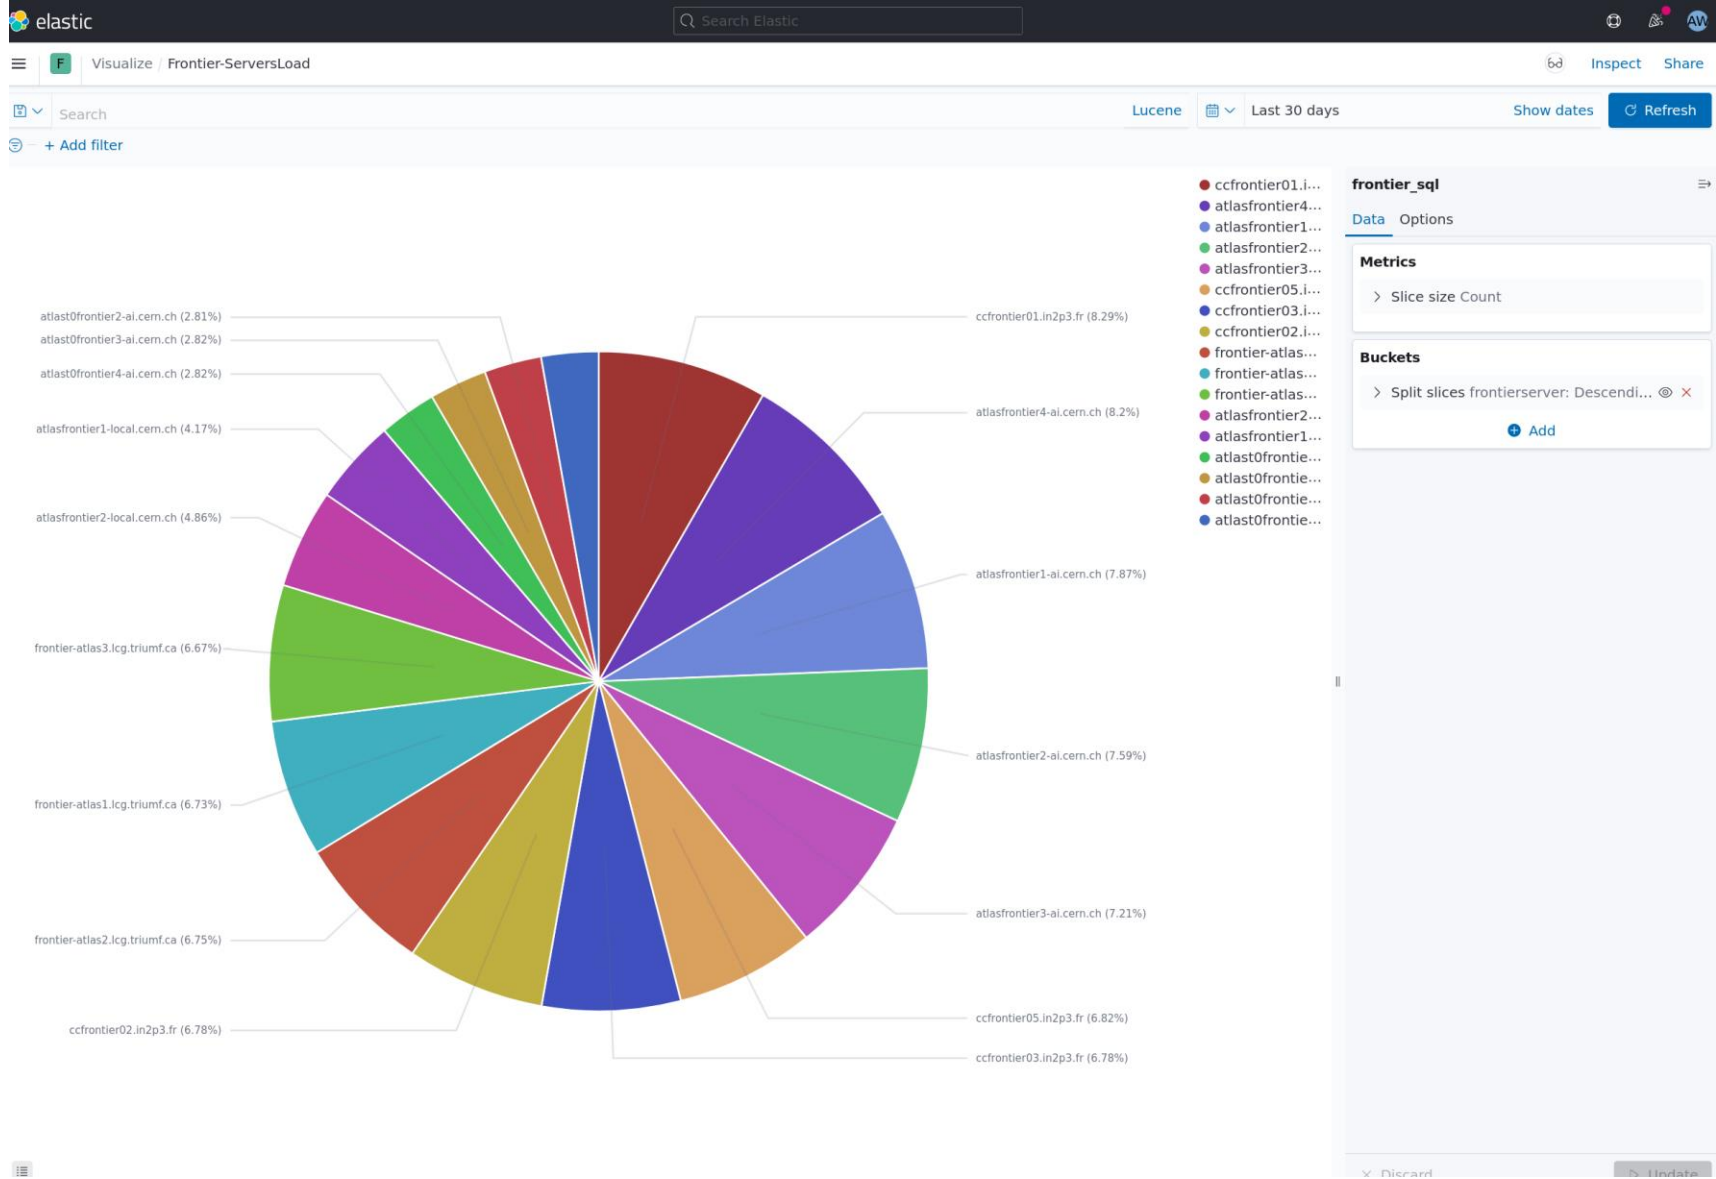 elastic
Search Elastic
AW
F
Visualize / Frontier-ServersLoad
Inspect
Share
Search
Lucene
Last 30 days
Show dates
Refresh
+ Add filter
atlast0frontier2-ai.cern.ch (2.81%)
atlast0frontier3-ai.cern.ch (2.82%)
atlast0frontier4-ai.cern.ch (2.82%)
atlasfrontier1-local.cern.ch (4.17%)
atlasfrontier2-local.cern.ch (4.86%)
frontier-atlas3.lcg.triumf.ca (6.67%)
frontier-atlas1.lcg.triumf.ca (6.73%)
frontier-atlas2.lcg.triumf.ca (6.75%)
ccfrontier02.in2p3.fr (6.78%)
ccfrontier01.in2p3.fr (8.29%)
atlasfrontier4-ai.cern.ch (8.2%)
atlasfrontier1-ai.cern.ch (7.87%)
atlasfrontier2-ai.cern.ch (7.59%)
atlasfrontier3-ai.cern.ch (7.21%)
ccfrontier05.in2p3.fr (6.82%)
ccfrontier03.in2p3.fr (6.78%)
ccfrontier01.i...
atlasfrontier4...
atlasfrontier1...
atlasfrontier2...
atlasfrontier3...
ccfrontier05.i...
ccfrontier03.i...
ccfrontier02.i...
frontier-atlas...
frontier-atlas...
frontier-atlas...
atlasfrontier2...
atlasfrontier1...
atlast0frontie...
atlast0frontie...
atlast0frontie...
atlast0frontie...
frontier_sql
Data
Options
Metrics
Slice size Count
Buckets
Split slices frontierserver: Descendi...
Add
Discard
Update